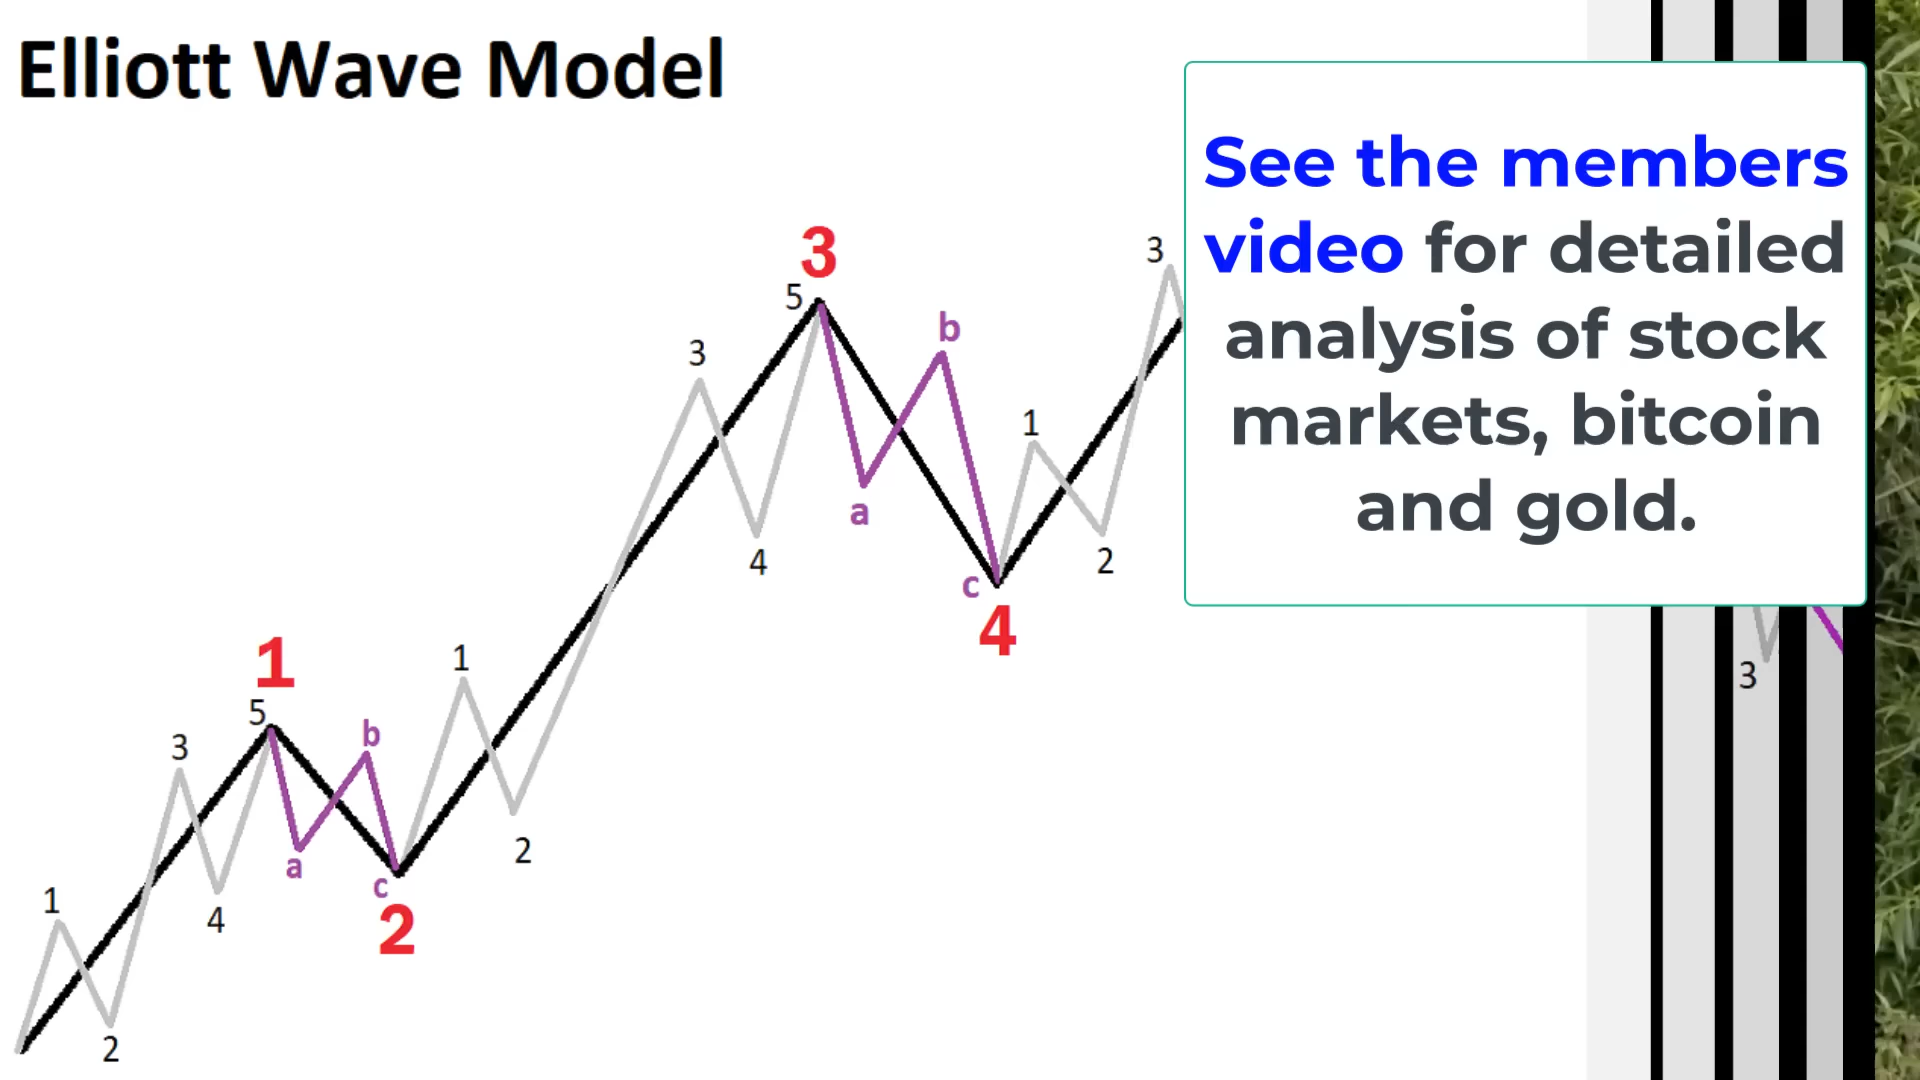 Elliott Wave Model
See the members
video for detailed
analysis of stock
markets, bitcoin
and gold.
3
3
5
b
3
1
a
4
2
c
4
1
1
3
5
b
3
2
a
c
1
4
2
2